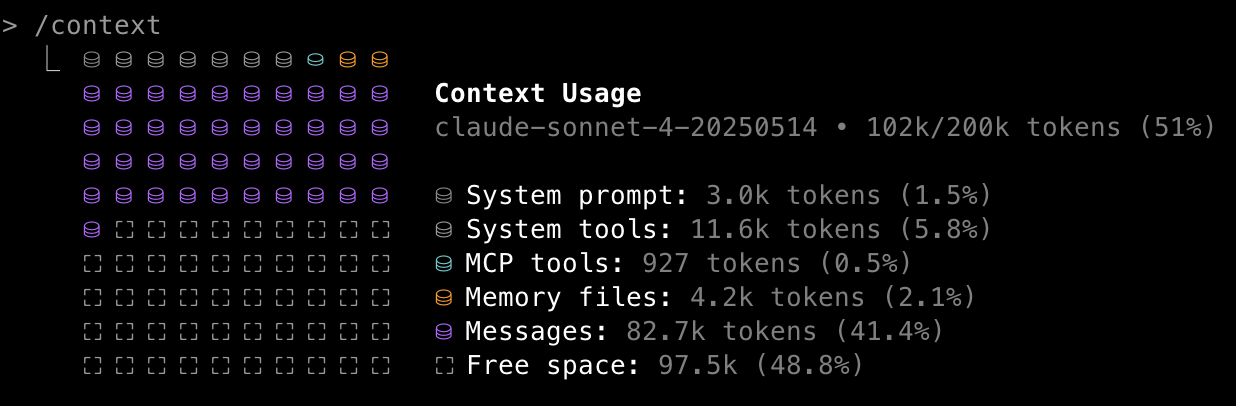 > /context
Context Usage
claude-sonnet-4-20250514 • 102k/200k tokens (51%)
System prompt: 3.0k tokens (1.5%)
System tools: 11.6k tokens (5.8%)
MCP tools: 927 tokens (0.5%)
Memory files: 4.2k tokens (2.1%)
Messages: 82.7k tokens (41.4%)
Free space: 97.5k (48.8%)